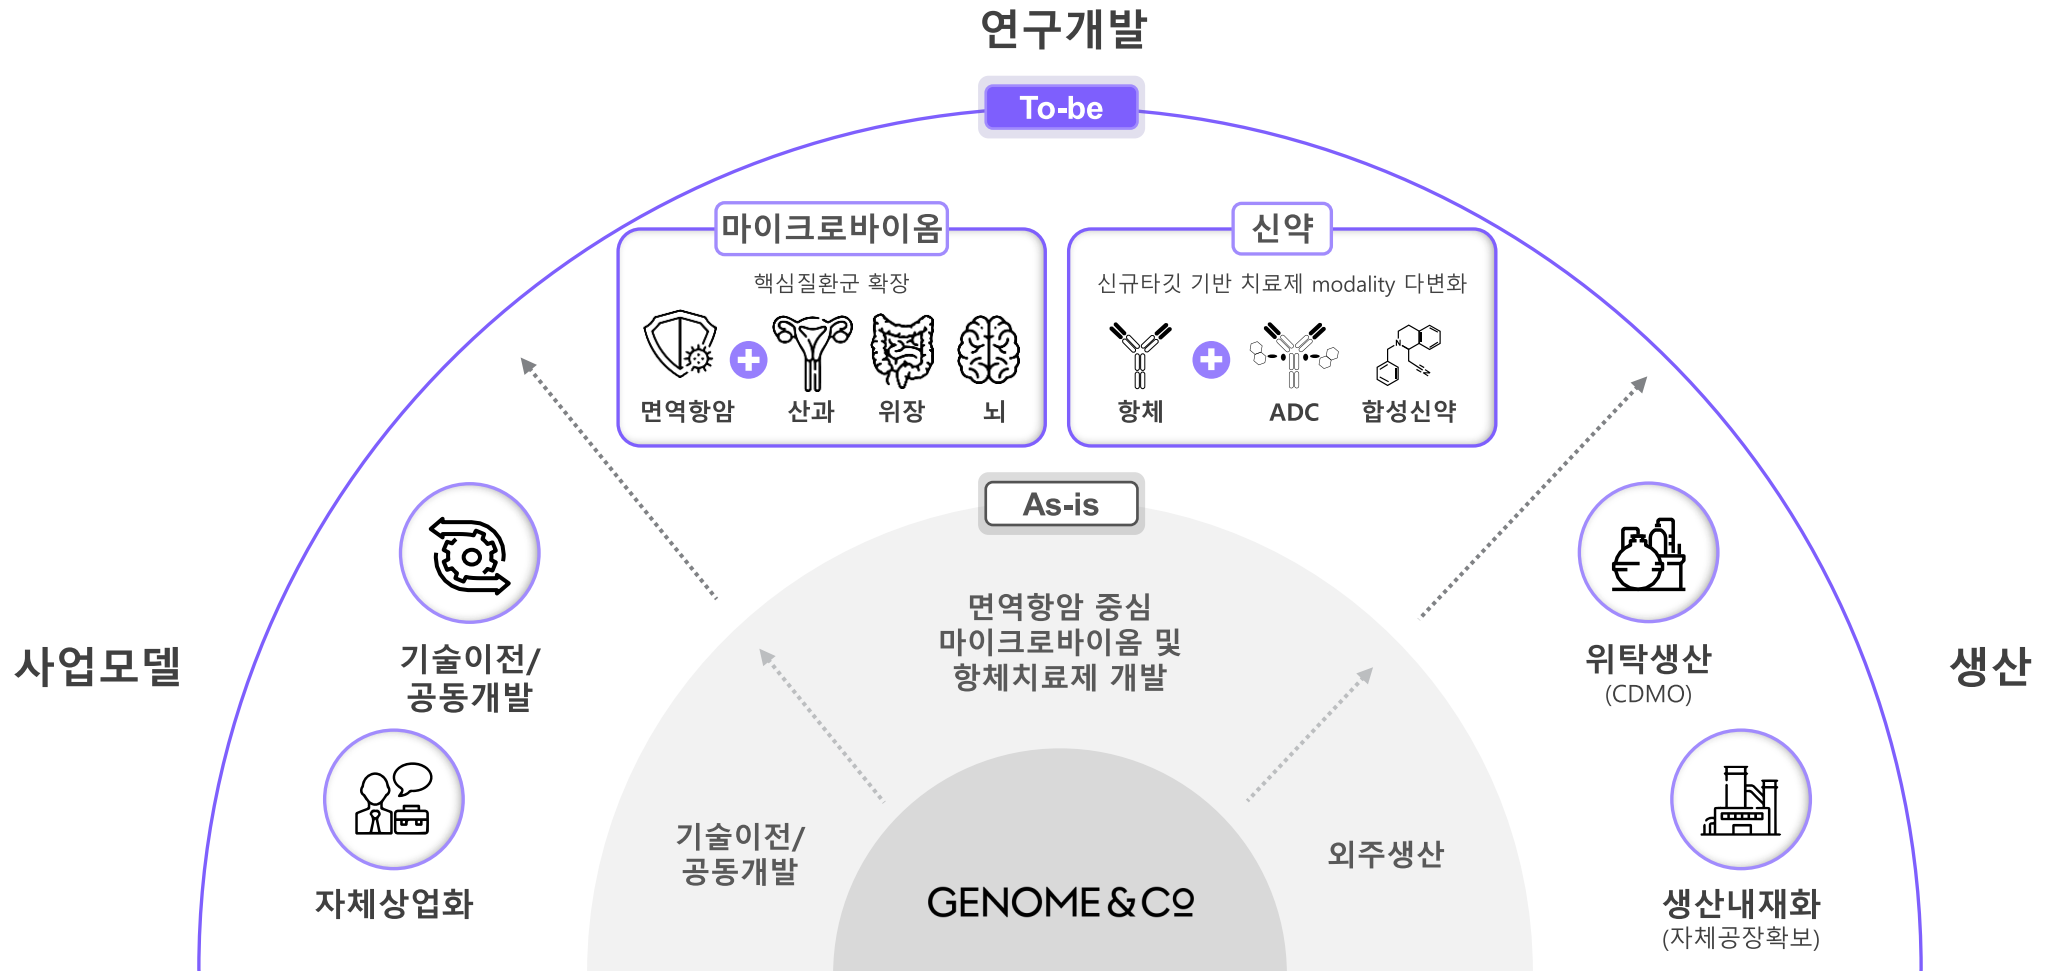 연구개발
To-be
마이크로바이옴
핵심질환군 확장
면역항암
산과
위장
뇌
신약
신규타깃 기반 치료제 modality 다변화
항체
ADC
합성신약
N
N
As-is
면역항암 중심
마이크로바이옴 및
항체치료제 개발
사업모델
기술이전/
공동개발
자체상업화
기술이전/
공동개발
GENOME & CO
외주생산
위탁생산
(CDMO)
생산내재화
(자체공장확보)
생산